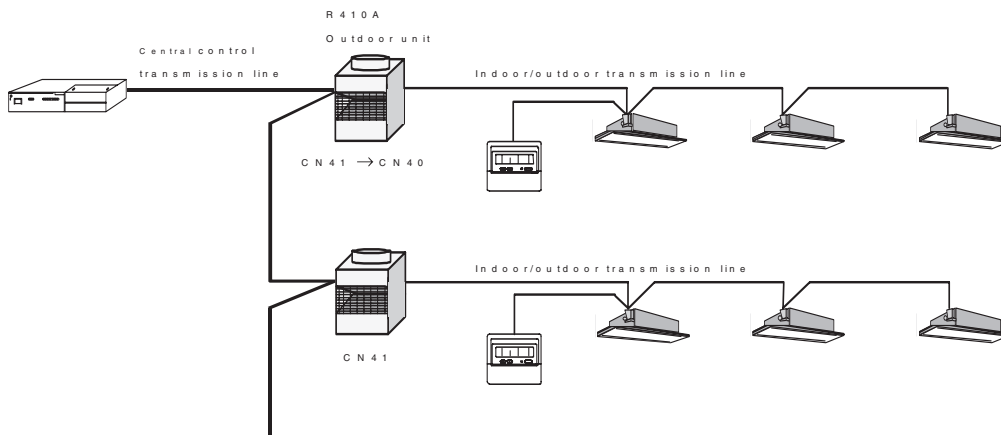 R410A
Outdoor unit
Central control
transmission line
Indoor/outdoor transmission line
CN41 → CN40
Indoor/outdoor transmission line
CN41